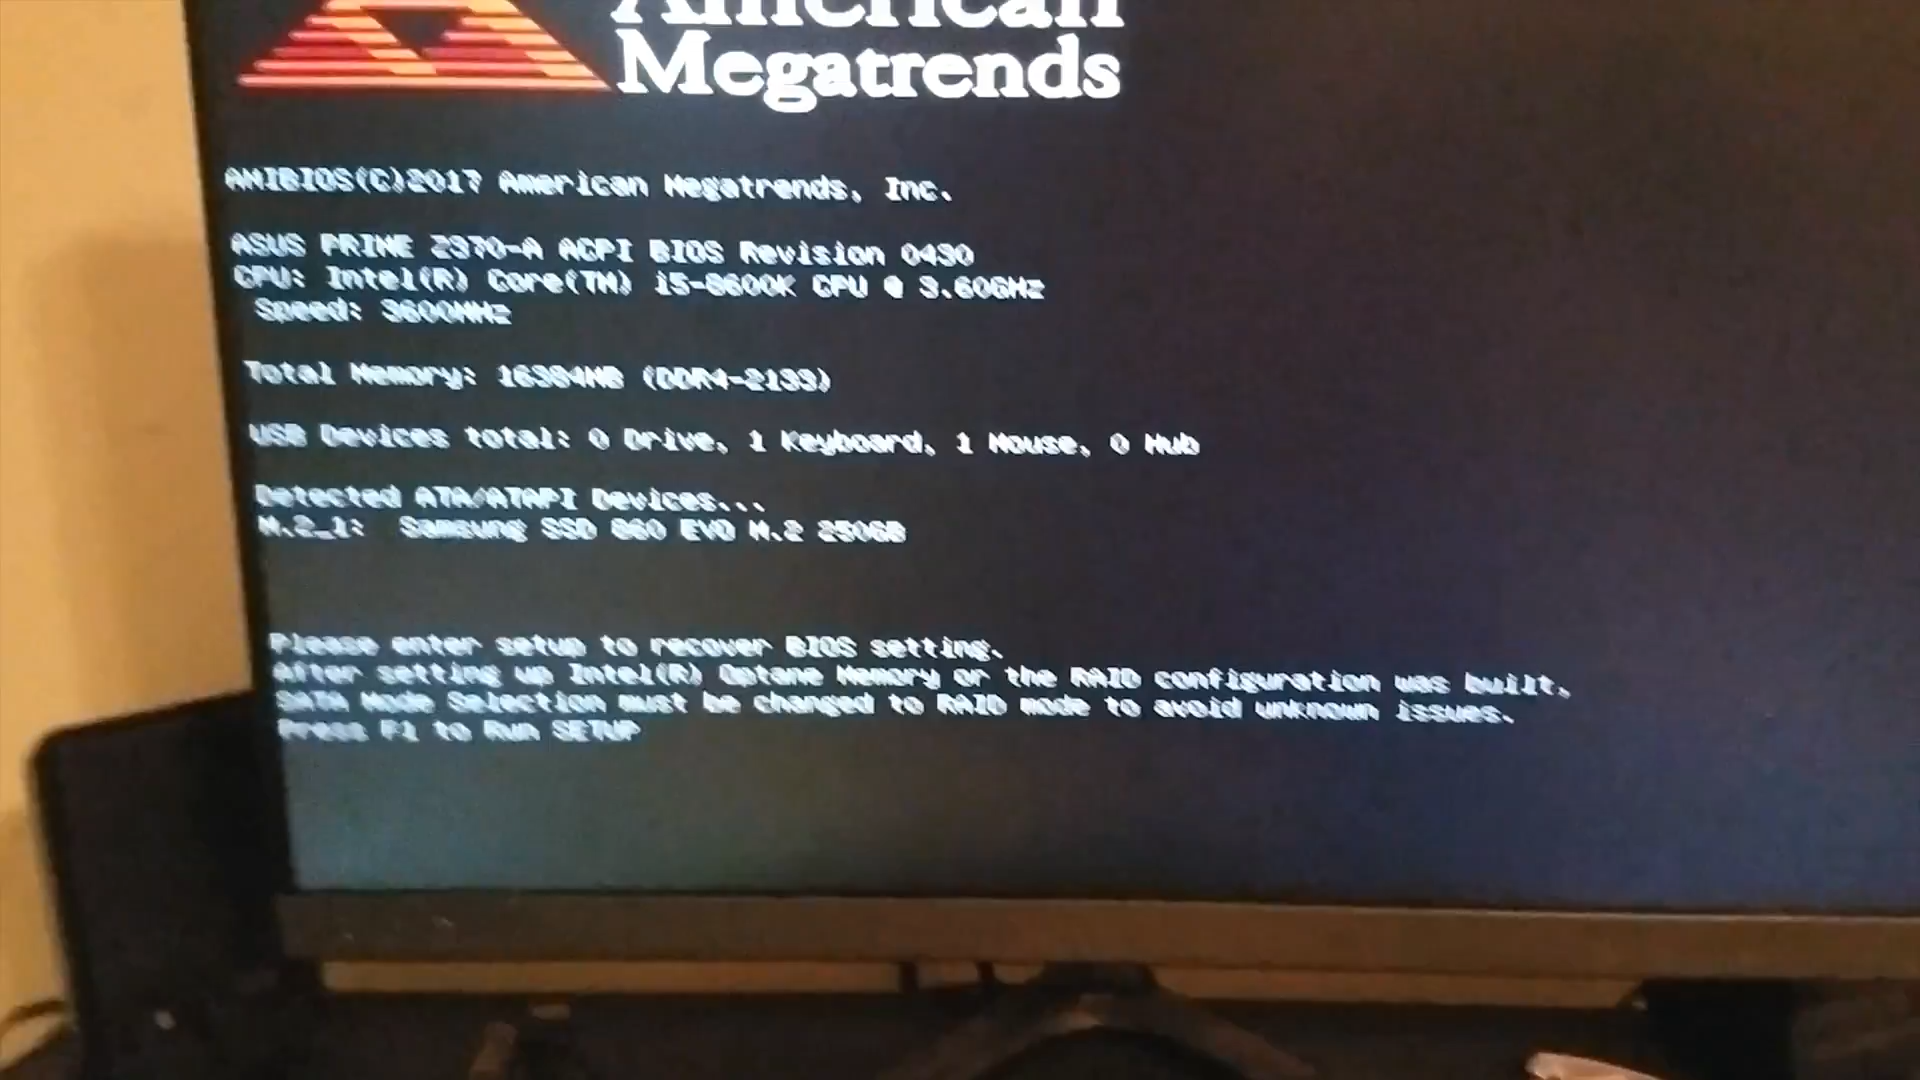 American
Megatrends
AMIBIOS(C)2017 American Megatrends, Inc.
ASUS PRIME Z370-A ACPI BIOS Revision 0430
CPU: Intel(R) Core(TM) i5-8600K CPU @ 3.60GHz
Speed: 3600MHz
Total Memory: 16384MB (DDR4-2133)
USB Devices total: 0 Drive, 1 Keyboard, 1 Mouse, 0 Hub
Detected ATA/ATAPI Devices...
M.2_1: Samsung SSD 860 EVO M.2 250GB
Please enter setup to recover BIOS setting.
After setting up Intel(R) Optane Memory or the RAID configuration was built,
SATA Mode Selection must be changed to RAID mode to avoid unknown issues.
Press F1 to Run SETUP